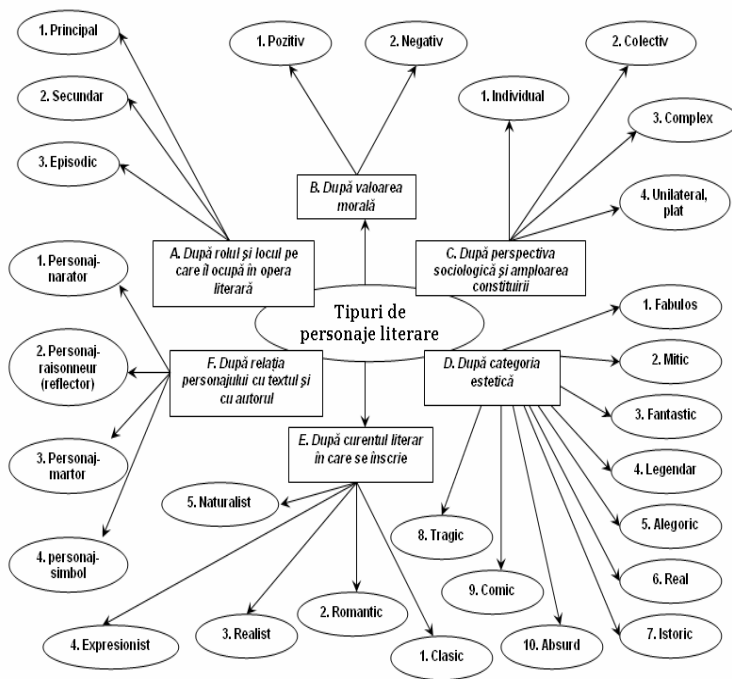 Tipuri de
personaje literare
A. După rolul și locul pe
care îl ocupă în opera
literară
1. Principal
2. Secundar
3. Episodic
B. După valoarea
morală
1. Pozitiv
2. Negativ
C. După perspectiva
sociologică și amploarea
constituirii
1. Individual
2. Colectiv
3. Complex
4. Unilateral,
plat
D. După categoria
estetică
1. Fabulos
2. Mitic
3. Fantastic
4. Legendar
5. Alegoric
6. Real
7. Istoric
8. Tragic
9. Comic
10. Absurd
E. După curentul literar
în care se înscrie
1. Clasic
2. Romantic
3. Realist
4. Expresionist
5. Naturalist
F. După relația
personajului cu textul și
cu autorul
1. Personaj-
narator
2. Personaj-
raisonneur
(reflector)
3. Personaj-
martor
4. personaj-
simbol